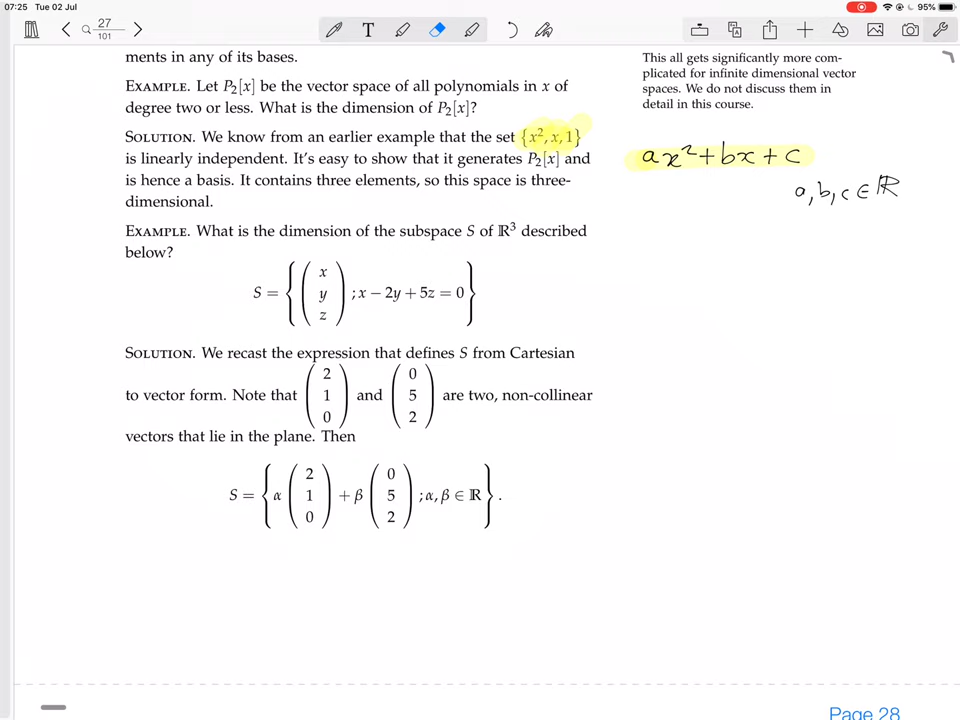 07:25 Tue 02 Jul
95%
27
101
T
ments in any of its bases.
EXAMPLE. Let P₂[x] be the vector space of all polynomials in x of
degree two or less. What is the dimension of P₂[x]?
SOLUTION. We know from an earlier example that the set {x², x, 1}
is linearly independent. It's easy to show that it generates P₂[x] and
is hence a basis. It contains three elements, so this space is three-
dimensional.
EXAMPLE. What is the dimension of the subspace S of ℝ³ described
below?
S = { ( x y z ) ; x − 2y + 5z = 0 }
SOLUTION. We recast the expression that defines S from Cartesian
to vector form. Note that ( 2 1 0 ) and ( 0 5 2 ) are two, non-collinear
vectors that lie in the plane. Then
S = { α ( 2 1 0 ) + β ( 0 5 2 ) ; α, β ∈ ℝ } .
This all gets significantly more com-
plicated for infinite dimensional vector
spaces. We do not discuss them in
detail in this course.
ax² + bx + c
a, b, c ∈ ℝ
Page 28